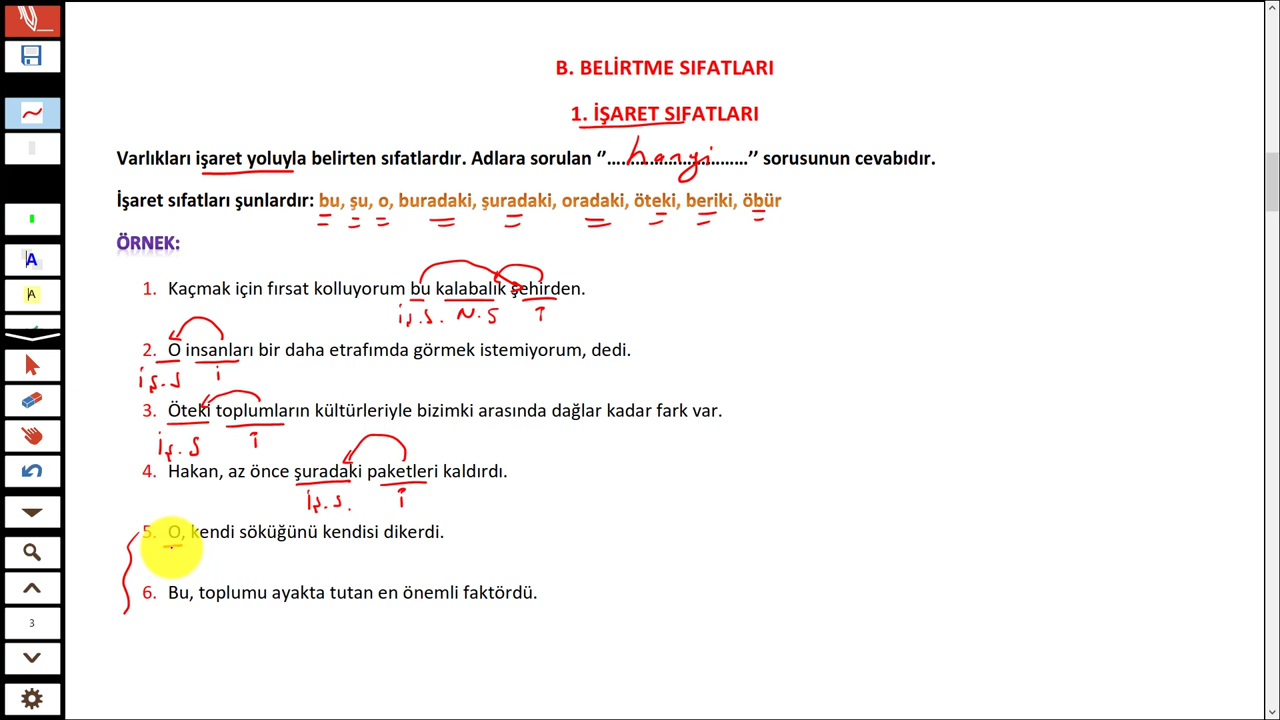 B. BELİRTME SIFATLARI
1. İŞARET SIFATLARI
Varlıkları işaret yoluyla belirten sıfatlardır. Adlara sorulan ‘’………hangi………’’ sorusunun cevabıdır.
İşaret sıfatları şunlardır: bu, şu, o, buradaki, şuradaki, oradaki, öteki, beriki, öbür
ÖRNEK:
1. Kaçmak için fırsat kolluyorum bu kalabalık şehirden.
İş.S. N.S İ
2. O insanları bir daha etrafımda görmek istemiyorum, dedi.
İş.S İ
3. Öteki toplumların kültürleriyle bizimki arasında dağlar kadar fark var.
İş.S İ
4. Hakan, az önce şuradaki paketleri kaldırdı.
İş.S. İ
5. O, kendi söküğünü kendisi dikerdi.
6. Bu, toplumu ayakta tutan en önemli faktördü.
A
A
3